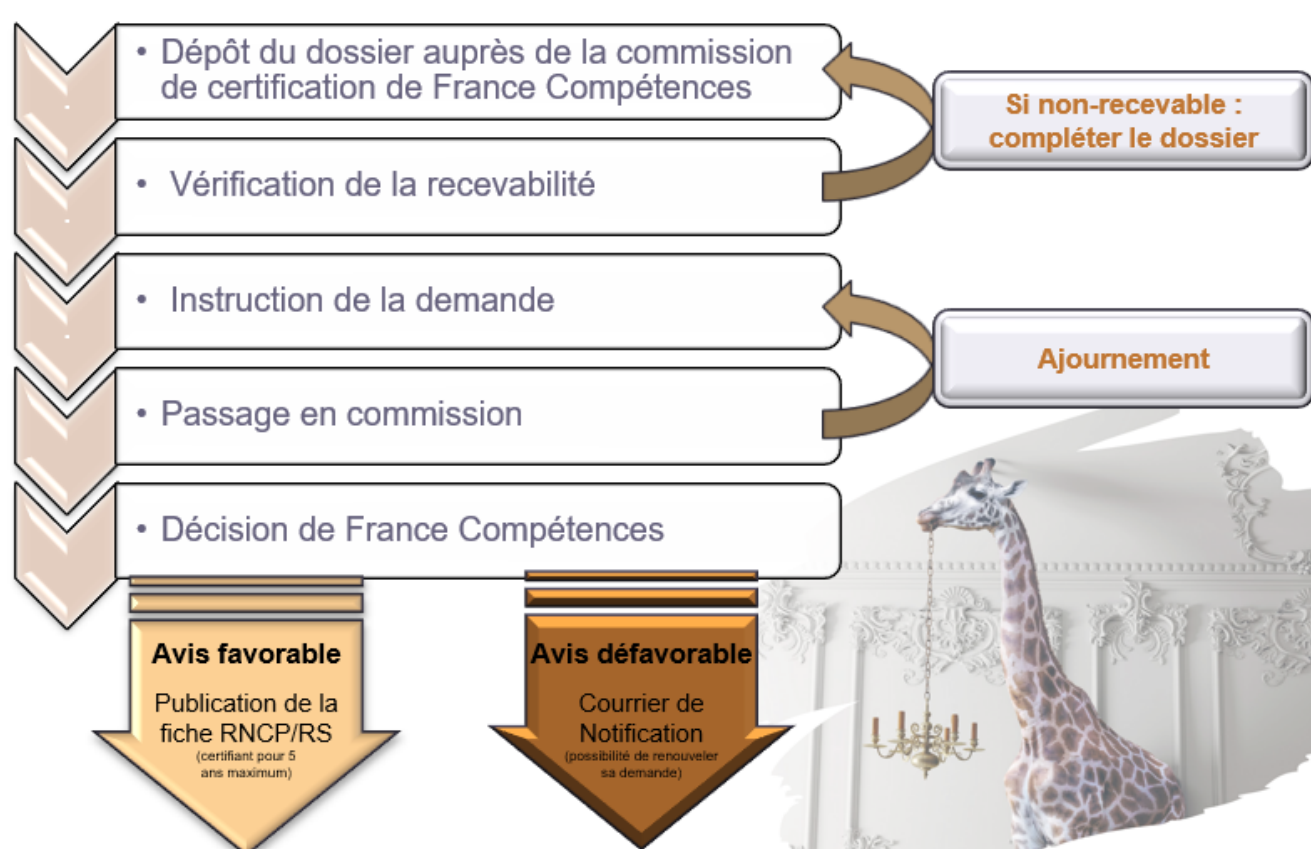 • Dépôt du dossier auprès de la commission
de certification de France Compétences
Si non-recevable :
compléter le dossier
• Vérification de la recevabilité
• Instruction de la demande
Ajournement
• Passage en commission
• Décision de France Compétences
Avis favorable
Publication de la
fiche RNCP/RS
(certifiant pour 5
ans maximum)
Avis défavorable
Courrier de
Notification
(possibilité de renouveler
sa demande)